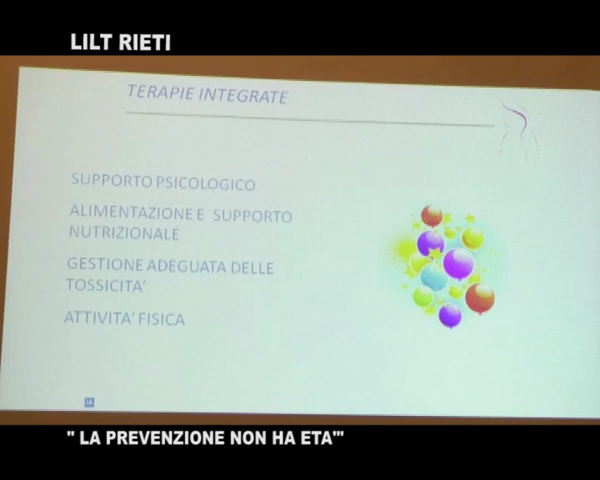 LILT RIETI
TERAPIE INTEGRATE
SUPPORTO PSICOLOGICO
ALIMENTAZIONE E SUPPORTO
NUTRIZIONALE
GESTIONE ADEGUATA DELLE
TOSSICITA'
ATTIVITA' FISICA
" LA PREVENZIONE NON HA ETA'"